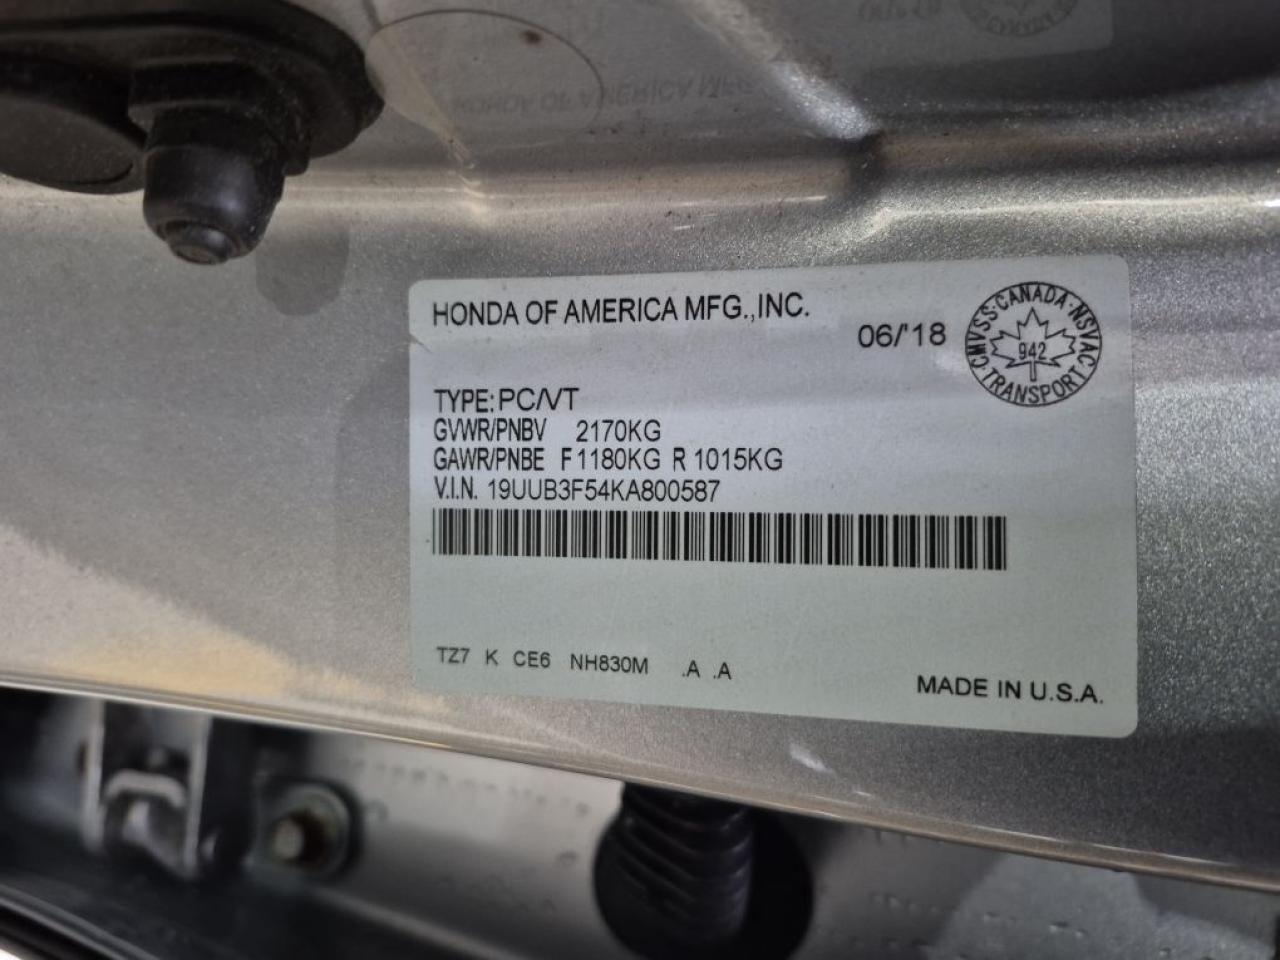 HONDA OF AMERICA MFG.,INC.
06/'18
CMVSS·CANADA·NSVAC·TRANSPORT
942
TYPE: PC/VT
GVWR/PNBV 2170KG
GAWR/PNBE F 1180KG R 1015KG
V.I.N. 19UUB3F54KA800587
TZ7 K CE6 NH830M .A .A
MADE IN U.S.A.